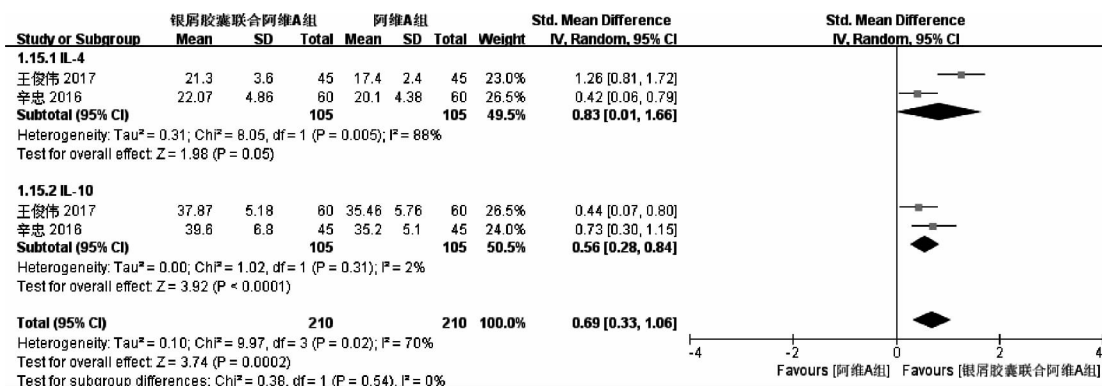 银屑胶囊联合阿维A组 阿维A组 Std. Mean Difference Std. Mean Difference
Study or Subgroup Mean SD Total Mean SD Total Weight IV, Random, 95% CI IV, Random, 95% CI
1.15.1 IL-4
王俊伟 2017 21.3 3.6 45 17.4 2.4 45 23.0% 1.26 [0.81, 1.72]
辛忠 2016 22.07 4.86 60 20.1 4.38 60 26.5% 0.42 [0.06, 0.79]
Subtotal (95% CI) 105 105 49.5% 0.83 [0.01, 1.66]
Heterogeneity: Tau² = 0.31; Chi² = 8.05, df = 1 (P = 0.005); I² = 88%
Test for overall effect: Z = 1.98 (P = 0.05)
1.15.2 IL-10
王俊伟 2017 37.87 5.18 60 35.46 5.76 60 26.5% 0.44 [0.07, 0.80]
辛忠 2016 39.6 6.8 45 35.2 5.1 45 24.0% 0.73 [0.30, 1.15]
Subtotal (95% CI) 105 105 50.5% 0.56 [0.28, 0.84]
Heterogeneity: Tau² = 0.00; Chi² = 1.02, df = 1 (P = 0.31); I² = 2%
Test for overall effect: Z = 3.92 (P < 0.0001)
Total (95% CI) 210 210 100.0% 0.69 [0.33, 1.06]
Heterogeneity: Tau² = 0.10; Chi² = 9.97, df = 3 (P = 0.02); I² = 70%
Test for overall effect: Z = 3.74 (P = 0.0002)
Test for subgroup differences: Chi² = 0.38, df = 1 (P = 0.54), I² = 0%
-4 -2 0 2 4
Favours [阿维A组] Favours [银屑胶囊联合阿维A组]